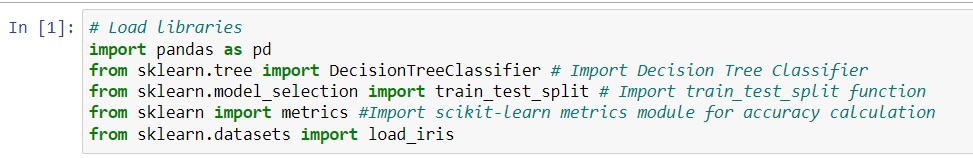 In [1]: # Load libraries
import pandas as pd
from sklearn.tree import DecisionTreeClassifier # Import Decision Tree Classifier
from sklearn.model_selection import train_test_split # Import train_test_split function
from sklearn import metrics #Import scikit-learn metrics module for accuracy calculation
from sklearn.datasets import load_iris